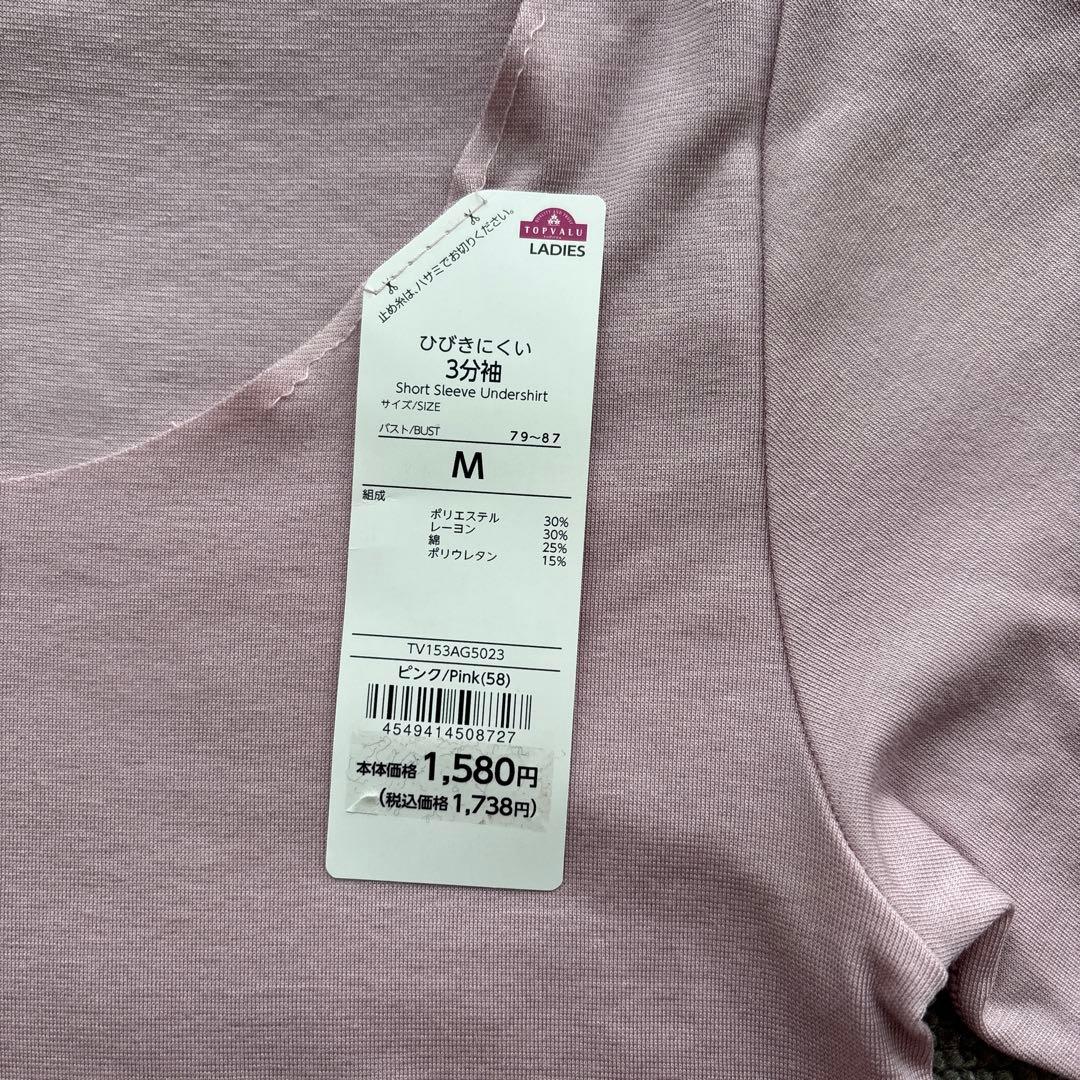 TOPVALU
LADIES
止め糸は、ハサミでお切りください。
ひびきにくい
3分袖
Short Sleeve Undershirt
サイズ/SIZE
バスト/BUST 79〜87
M
組成
ポリエステル 30%
レーヨン 30%
綿 25%
ポリウレタン 15%
TV153AG5023
ピンク/Pink(58)
4549414508727
本体価格 1,580円
(税込価格 1,738円)